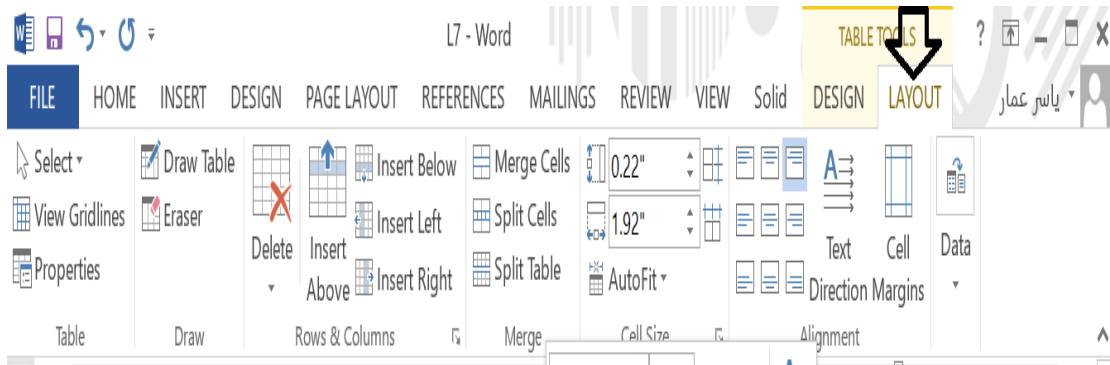 L7 - Word
TABLE TOOLS
?
FILE HOME INSERT DESIGN PAGE LAYOUT REFERENCES MAILINGS REVIEW VIEW Solid DESIGN LAYOUT ياسر عمار
Select Draw Table Insert Below Merge Cells 0.22"
View Gridlines Eraser Insert Left Split Cells 1.92"
Properties Delete Insert Above Insert Right Split Table AutoFit Text Direction Cell Margins Data
Table Draw Rows & Columns Merge Cell Size Alignment